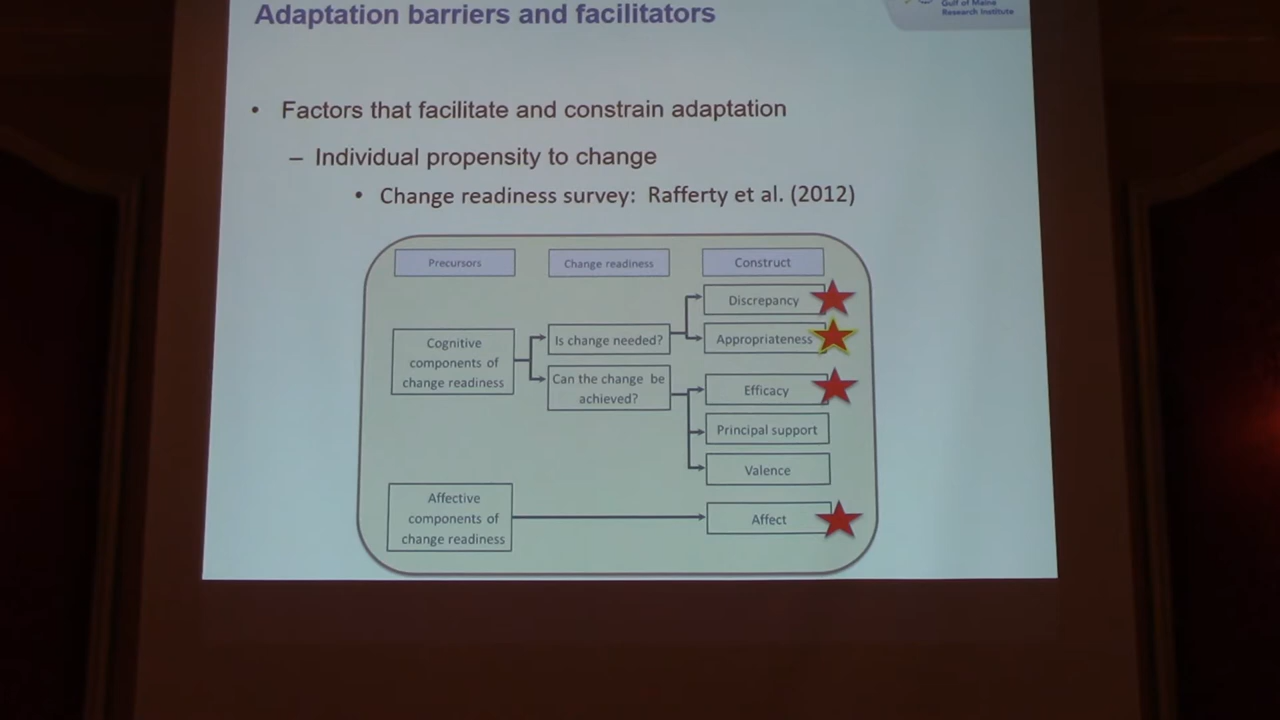 Adaptation barriers and facilitators
Gulf of Maine
Research Institute
• Factors that facilitate and constrain adaptation
– Individual propensity to change
• Change readiness survey: Rafferty et al. (2012)
Precursors
Change readiness
Construct
Cognitive
components of
change readiness
Is change needed?
Can the change be
achieved?
Discrepancy
Appropriateness
Efficacy
Principal support
Valence
Affective
components of
change readiness
Affect